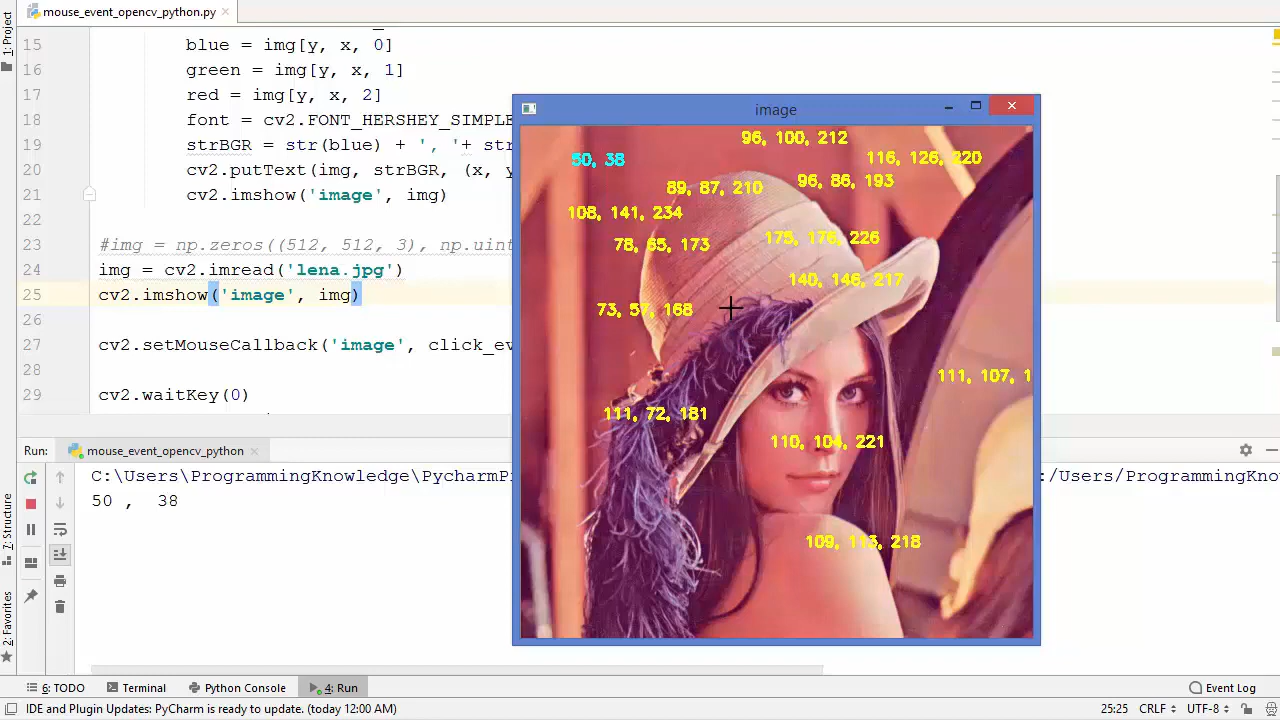 mouse_event_opencv_python.py
1: Project
15 blue = img[y, x, 0]
16 green = img[y, x, 1]
17 red = img[y, x, 2]
18 font = cv2.FONT_HERSHEY_SIMPLE
19 strBGR = str(blue) + ', '+ str
20 cv2.putText(img, strBGR, (x, y
21 cv2.imshow('image', img)
22
23 #img = np.zeros((512, 512, 3), np.uint
24 img = cv2.imread('lena.jpg')
25 cv2.imshow('image', img)
26
27 cv2.setMouseCallback('image', click_ev
28
29 cv2.waitKey(0)
image
96, 100, 212
50, 38
116, 126, 220
96, 86, 193
89, 87, 210
108, 141, 234
175, 176, 226
78, 65, 173
140, 146, 217
73, 57, 168
111, 107, 1
111, 72, 181
110, 104, 221
109, 113, 218
Run: mouse_event_opencv_python
C:\Users\ProgrammingKnowledge\PycharmP :/Users/ProgrammingKno
50 , 38
7: Structure
2: Favorites
6: TODO Terminal Python Console 4: Run Event Log
IDE and Plugin Updates: PyCharm is ready to update. (today 12:00 AM) 25:25 CRLF UTF-8